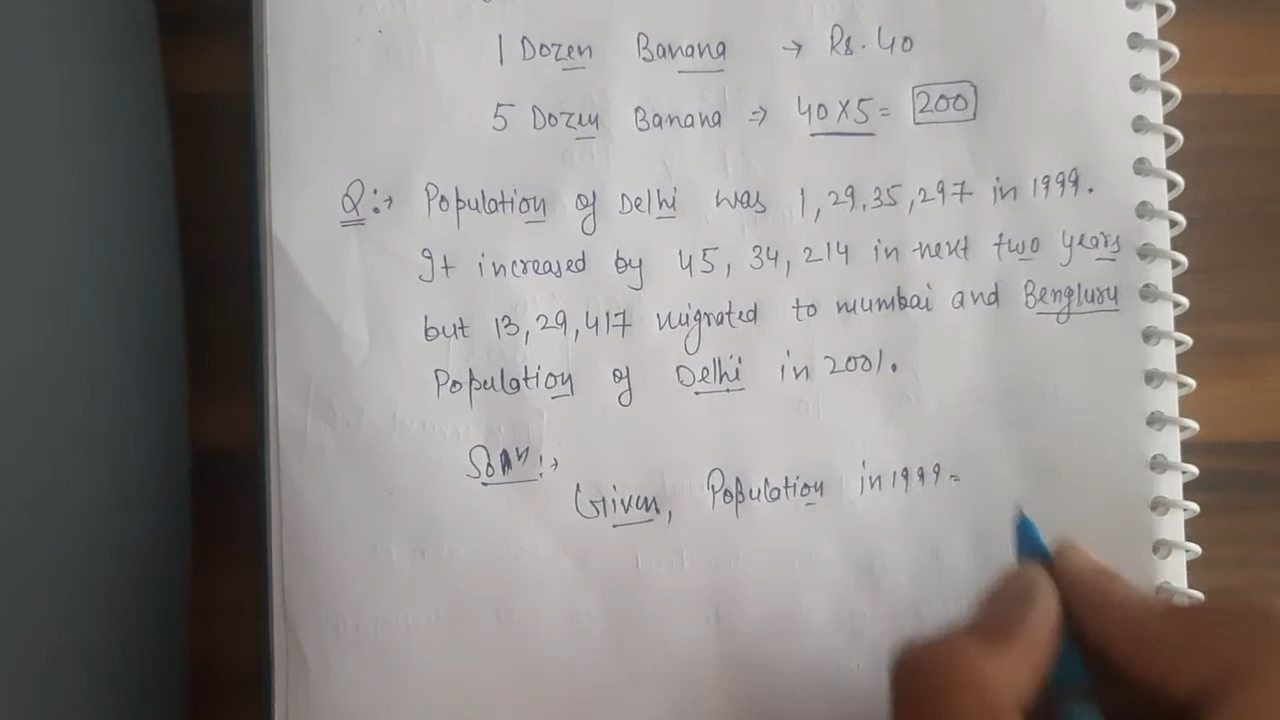 1 Dozen Banana → Rs. 40
5 Dozen Banana ⇒ 40×5= 200
Q:→ Population of Delhi was 1,29,35,297 in 1999.
It increased by 45, 34, 214 in next two years
but 13,29,417 migrated to mumbai and Bengluru
Population of Delhi in 2001.
Soln:→
Given, Population in 1999=